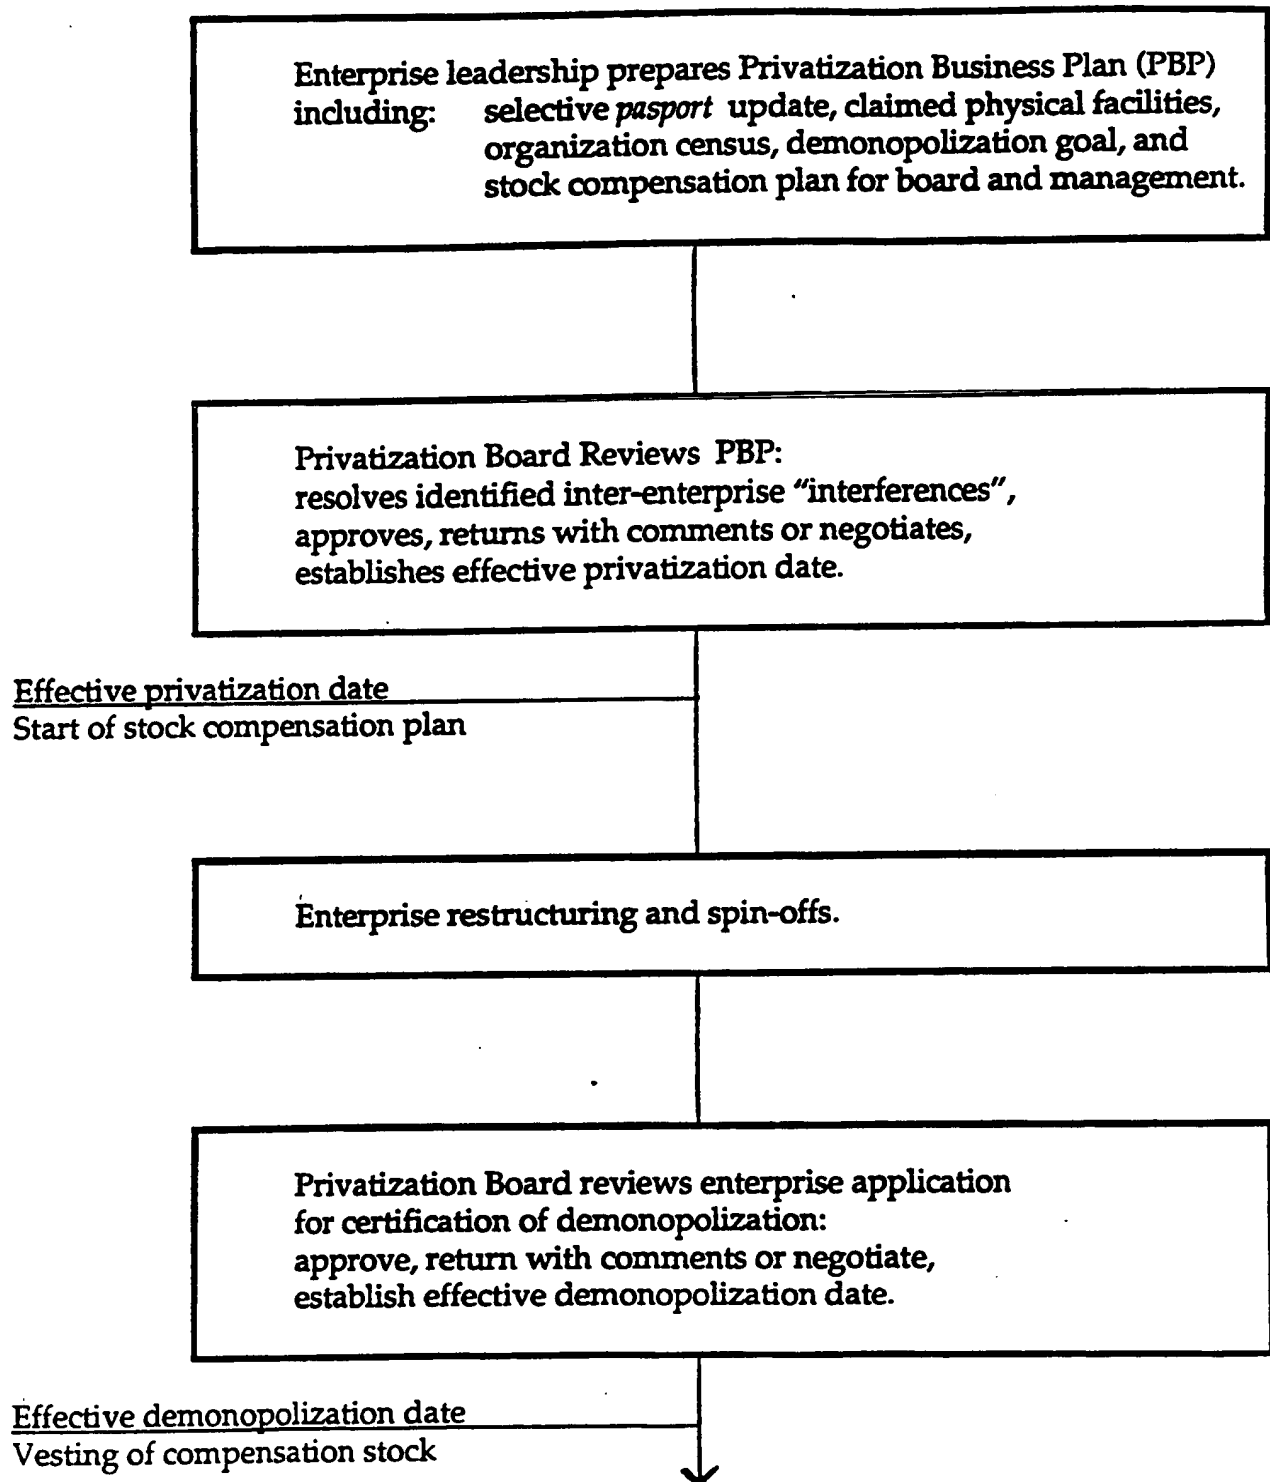 Enterprise leadership prepares Privatization Business Plan (PBP)
including: selective pasport update, claimed physical facilities,
organization census, demonopolization goal, and
stock compensation plan for board and management.
Privatization Board Reviews PBP:
resolves identified inter-enterprise "interferences",
approves, returns with comments or negotiates,
establishes effective privatization date.
Effective privatization date
Start of stock compensation plan
Enterprise restructuring and spin-offs.
Privatization Board reviews enterprise application
for certification of demonopolization:
approve, return with comments or negotiate,
establish effective demonopolization date.
Effective demonopolization date
Vesting of compensation stock